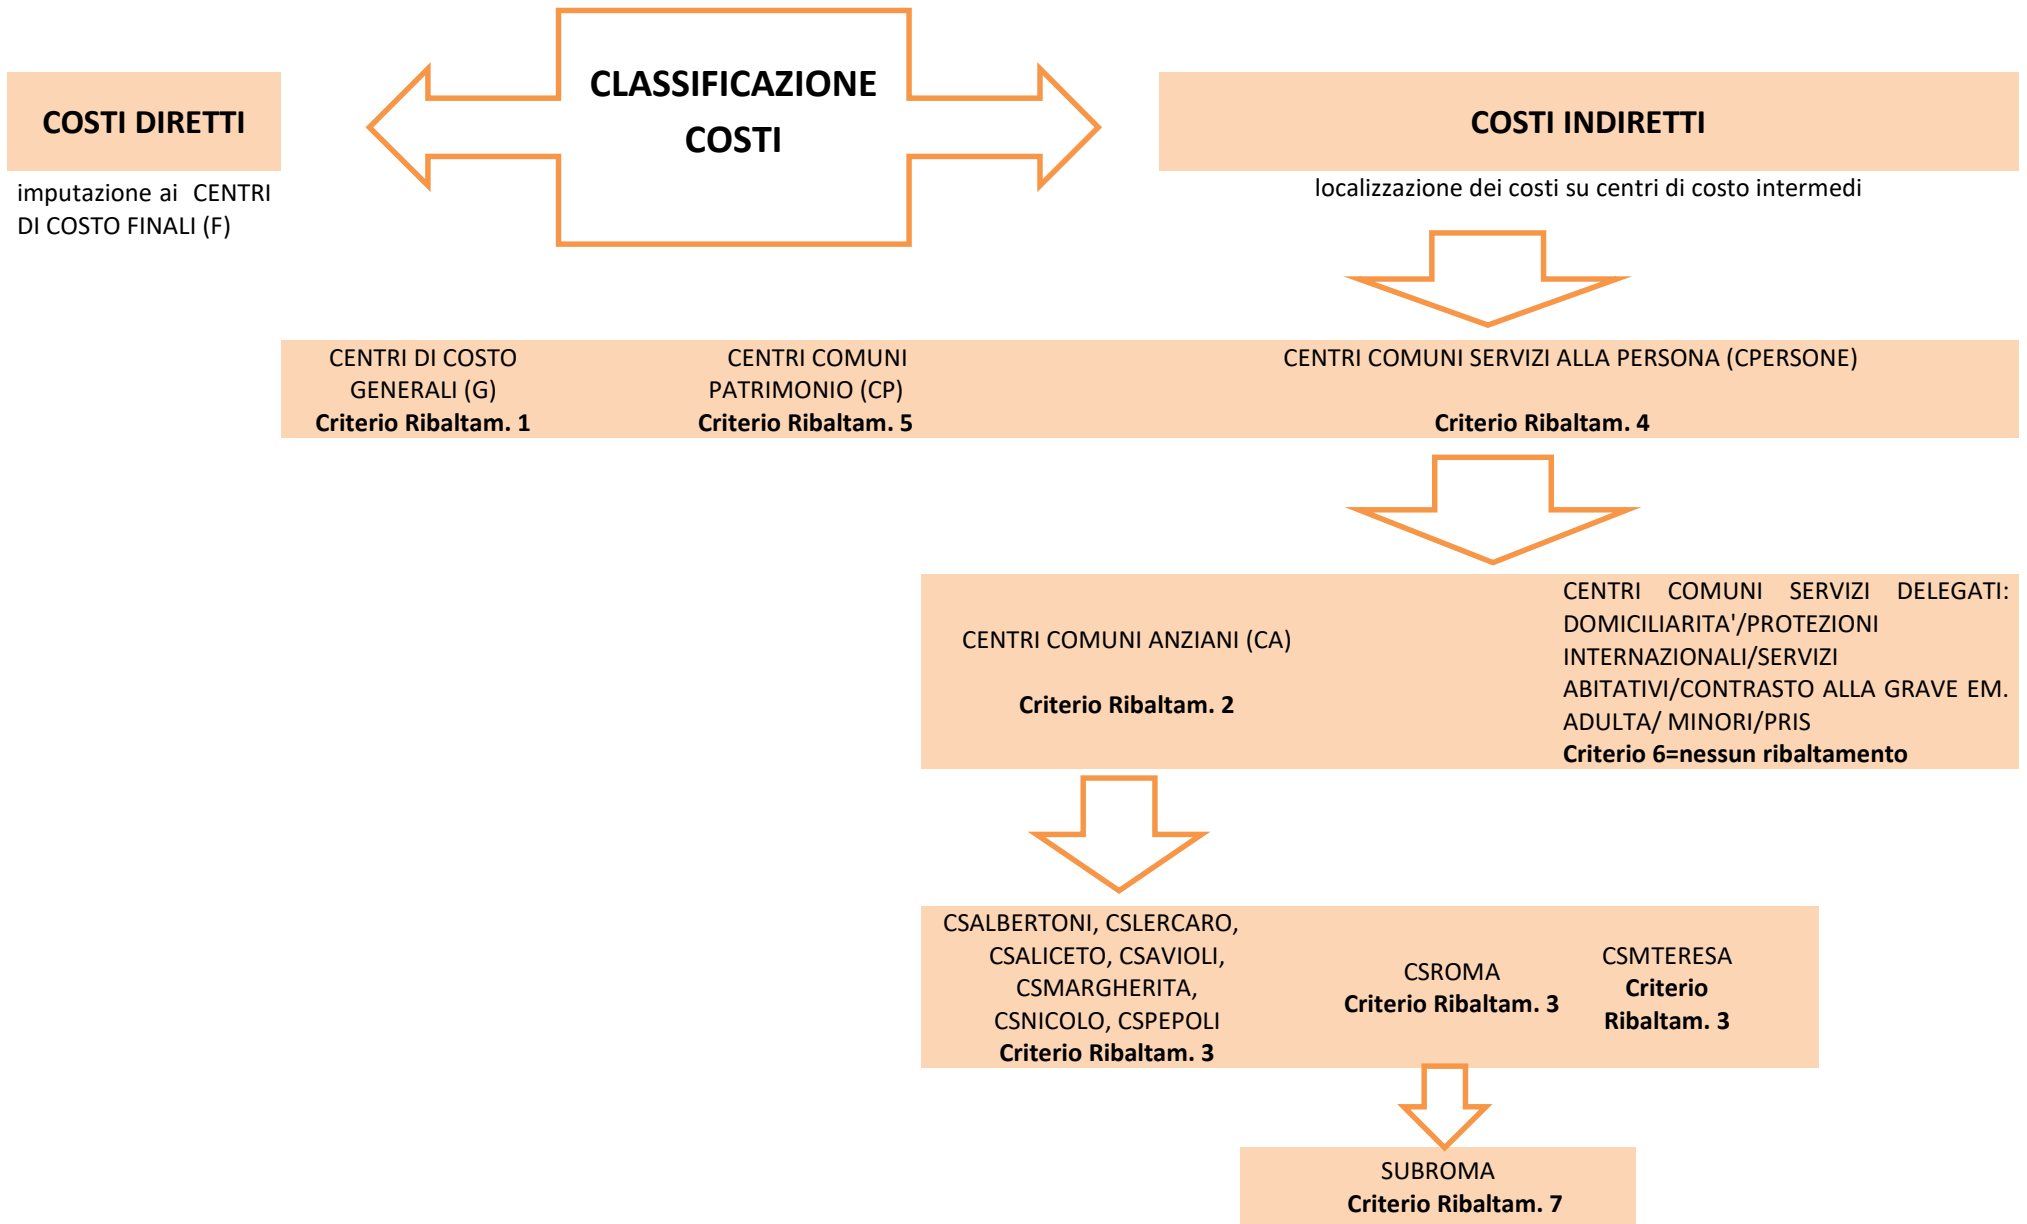 CLASSIFICAZIONE
COSTI
COSTI DIRETTI
imputazione ai CENTRI
DI COSTO FINALI (F)
COSTI INDIRETTI
localizzazione dei costi su centri di costo intermedi
CENTRI DI COSTO
GENERALI (G)
Criterio Ribaltam. 1
CENTRI COMUNI
PATRIMONIO (CP)
Criterio Ribaltam. 5
CENTRI COMUNI SERVIZI ALLA PERSONA (CPERSONE)
Criterio Ribaltam. 4
CENTRI COMUNI ANZIANI (CA)
Criterio Ribaltam. 2
CENTRI COMUNI SERVIZI DELEGATI:
DOMICILIARITA'/PROTEZIONI
INTERNAZIONALI/SERVIZI
ABITATIVI/CONTRASTO ALLA GRAVE EM.
ADULTA/ MINORI/PRIS
Criterio 6=nessun ribaltamento
CSALBERTONI, CSLERCARO,
CSALICETO, CSAVIOLI,
CSMARGHERITA,
CSNICOLO, CSPEPOLI
Criterio Ribaltam. 3
CSROMA
Criterio Ribaltam. 3
CSMTERESA
Criterio
Ribaltam. 3
SUBROMA
Criterio Ribaltam. 7